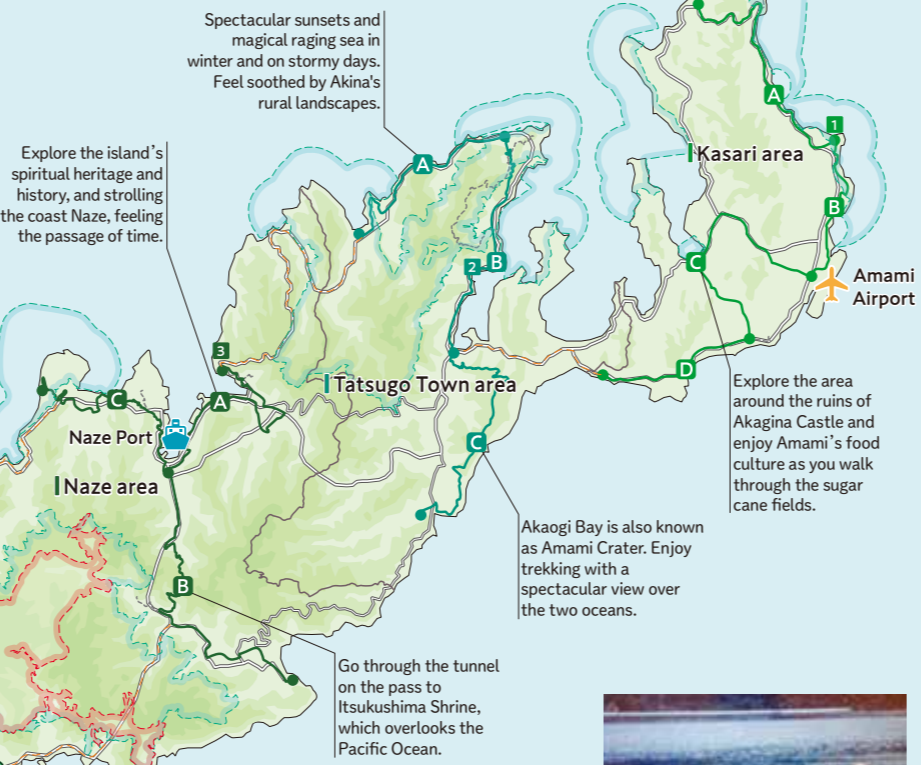 Spectacular sunsets and
magical raging sea in
winter and on stormy days.
Feel soothed by Akina's
rural landscapes.
A
1
Kasari area
B
Explore the island's
spiritual heritage and
history, and strolling
the coast Naze, feeling
the passage of time.
A
2
B
C
Amami
Airport
3
Tatsugo Town area
D
C
A
Naze Port
Explore the area
around the ruins of
Akagina Castle and
enjoy Amami's food
culture as you walk
through the sugar
cane fields.
C
Naze area
Akaogi Bay is also known
as Amami Crater. Enjoy
trekking with a
spectacular view over
the two oceans.
B
Go through the tunnel
on the pass to
Itsukushima Shrine,
which overlooks the
Pacific Ocean.